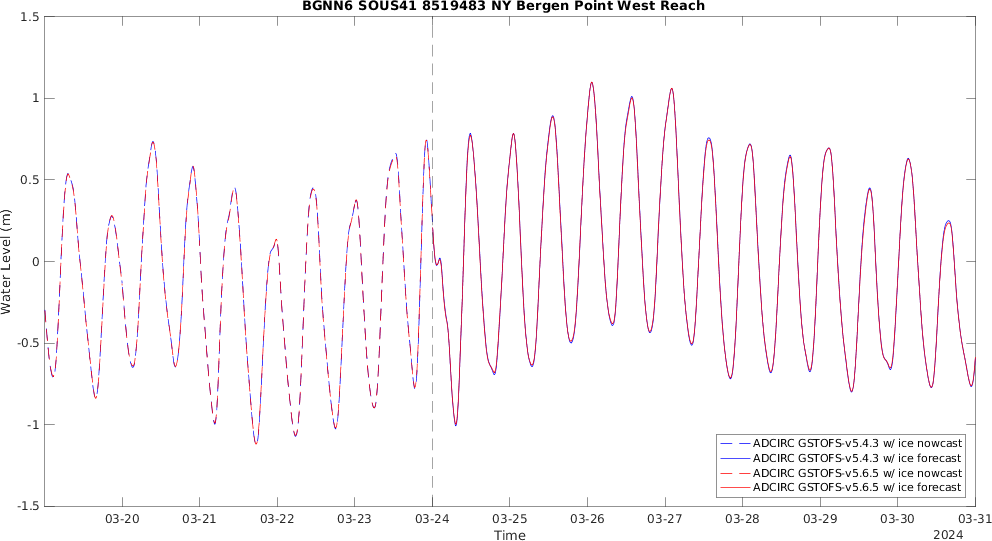 BGNN6 SOUS41 8519483 NY Bergen Point West Reach
1.5
1
0.5
0
-0.5
-1
-1.5
Water Level (m)
03-20 03-21 03-22 03-23 03-24 03-25 03-26 03-27 03-28 03-29 03-30 03-31
2024
Time
ADCIRC GSTOFS-v5.4.3 w/ ice nowcast
ADCIRC GSTOFS-v5.4.3 w/ ice forecast
ADCIRC GSTOFS-v5.6.5 w/ ice nowcast
ADCIRC GSTOFS-v5.6.5 w/ ice forecast